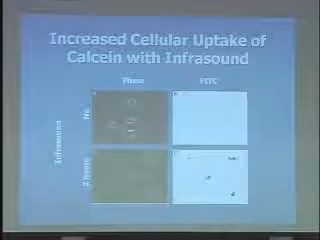 Increased Cellular Uptake of
Calcein with Infrasound
Phase
FITC
Infrasound
No
2 hours